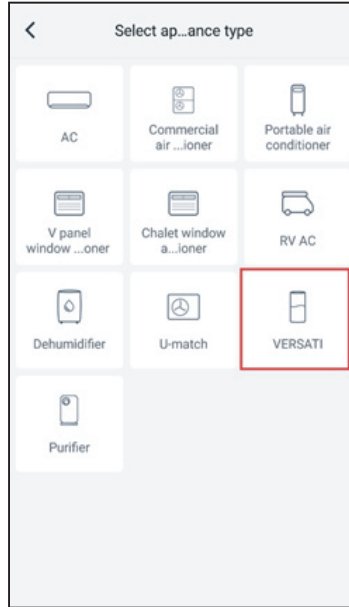 Select ap...ance type
AC
Commercial
air ...ioner
Portable air
conditioner
V panel
window ...oner
Chalet window
a...ioner
RV AC
Dehumidifier
U-match
VERSATI
Purifier